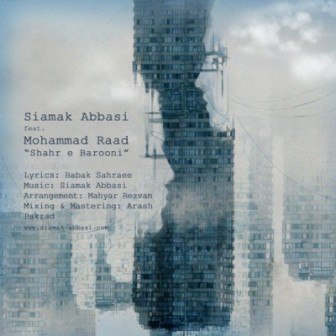 Siamak Abbasi
feat.
Mohammad Raad
"Shahr e Barooni"
Lyrics: Babak Sahraee
Music: Siamak Abbasi
Arrangement: Mahyar Rezvan
Mixing & Mastering: Arash
Pakzad
www.siamak-abbasi.com